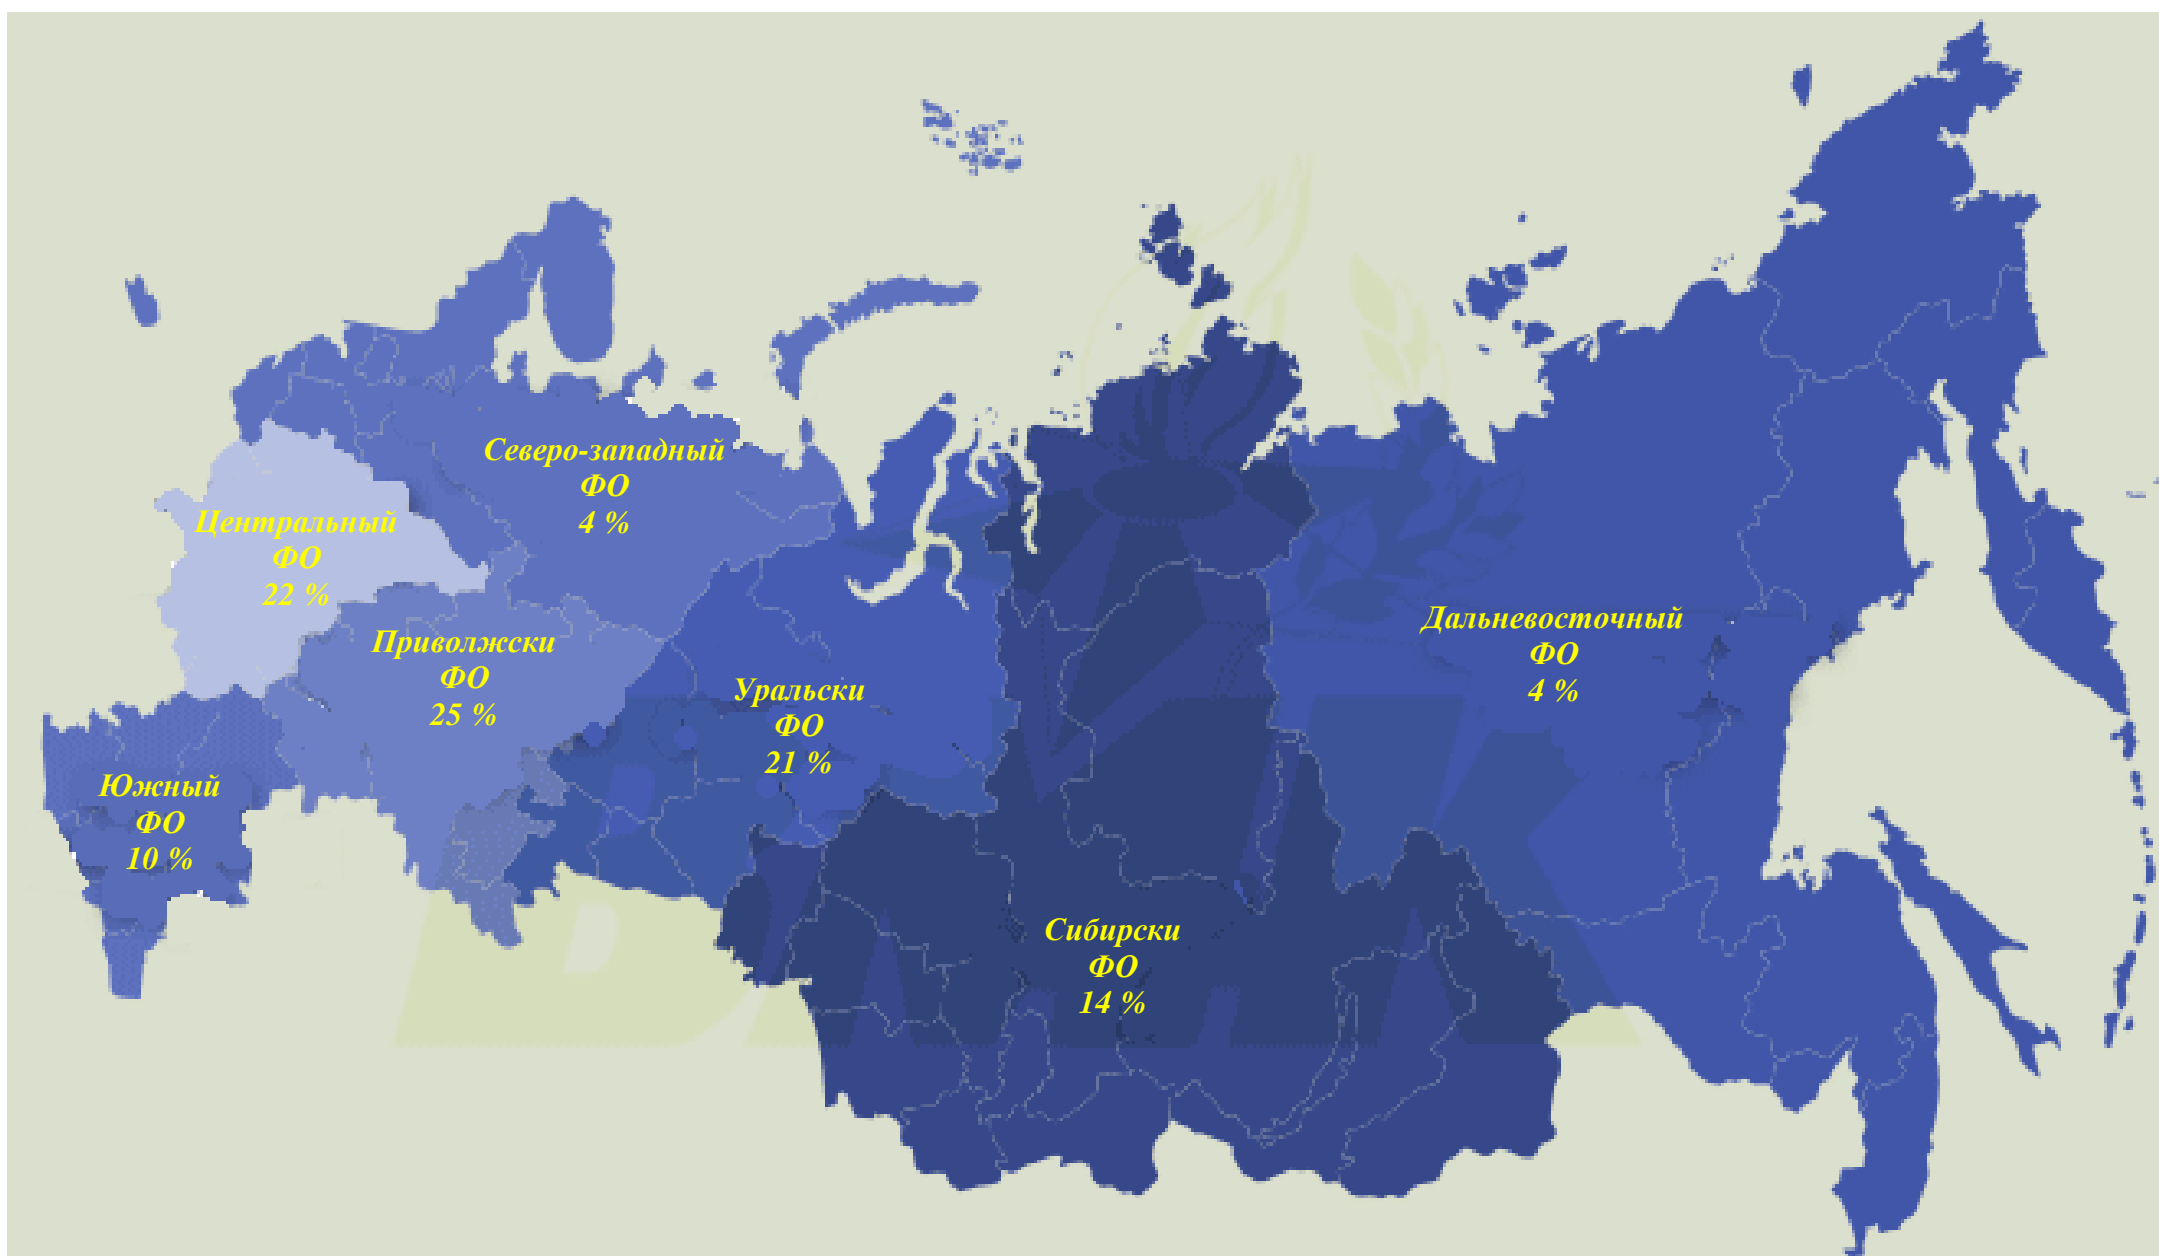 Северо-западный
ФО
4 %
Центральный
ФО
22 %
Приволжски
ФО
25 %
Уральски
ФО
21 %
Дальневосточный
ФО
4 %
Южный
ФО
10 %
Сибирски
ФО
14 %